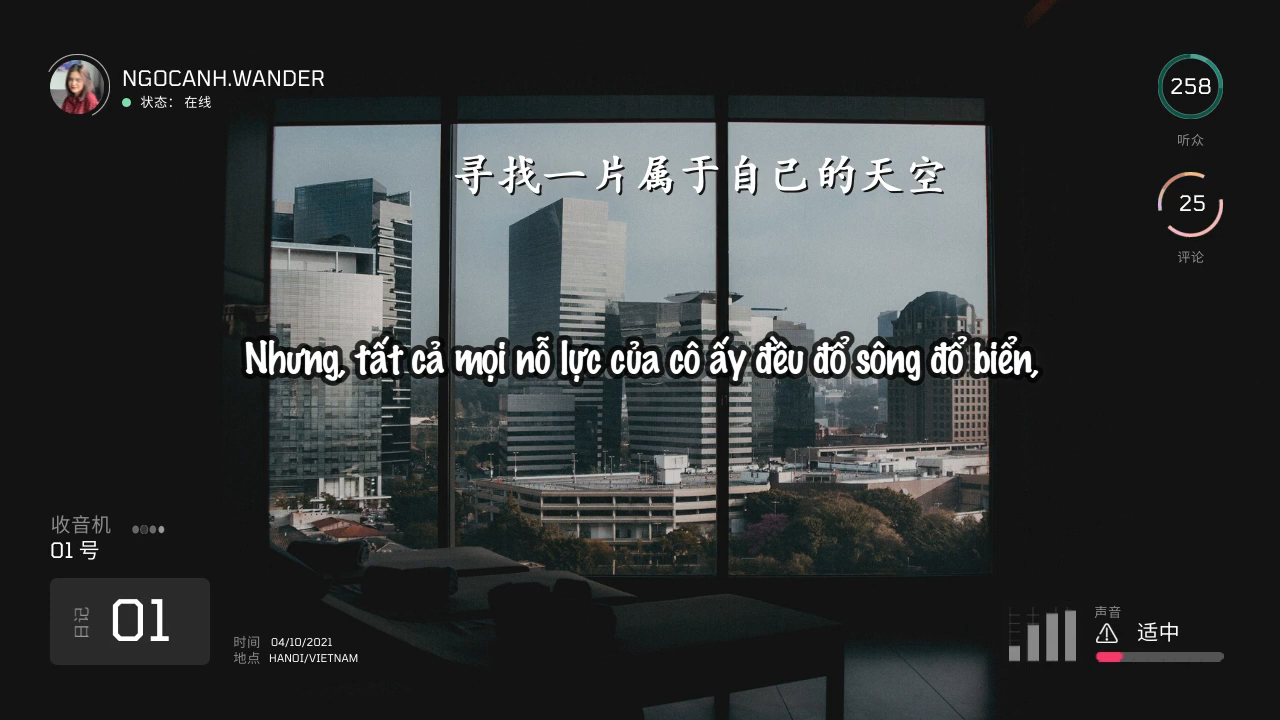 NGOCANH.WANDER
状态： 在线
258
听众
25
评论
寻找一片属于自己的天空
Nhưng, tất cả mọi nỗ lực của cô ấy đều đổ sông đổ biển,
收音机
01 号
日记
01
时间 04/10/2021
地点 HANOI/VIETNAM
声音
适中